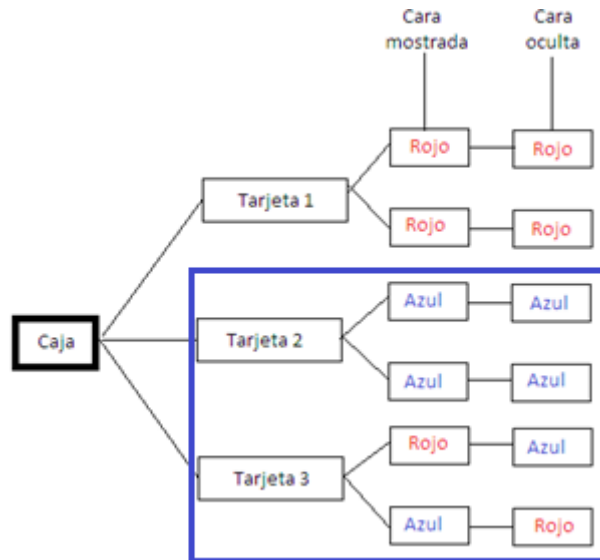 Cara
mostrada
Cara
oculta
Rojo
Rojo
Tarjeta 1
Rojo
Rojo
Azul
Azul
Caja
Tarjeta 2
Azul
Azul
Rojo
Azul
Tarjeta 3
Azul
Rojo